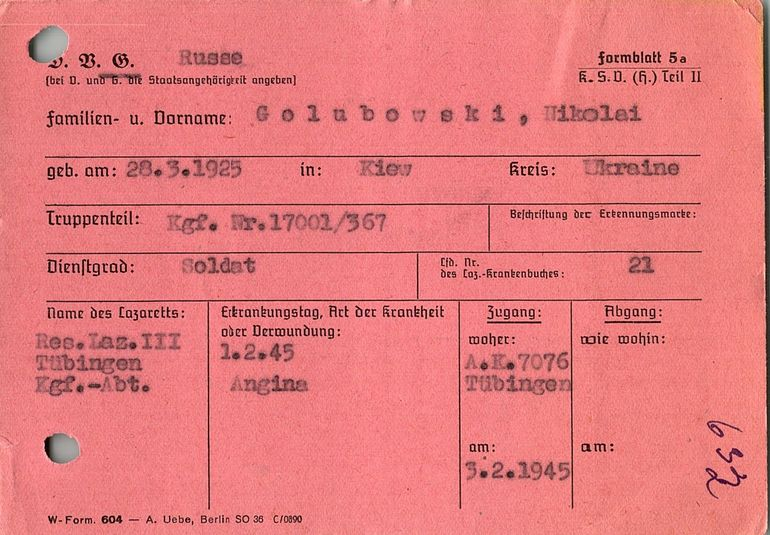 D. V. G. Russe
(bei D. und G. die Staatsangehörigkeit angeben)
Formblatt 5a
K. S. D. (H.) Teil II
Familien- u. Vorname: Golubowski, Nikolai
geb. am: 28.3.1925 in: Kiew Kreis: Ukraine
Truppenteil: Kgf. Nr.17001/367 Beschriftung der Erkennungsmarke:
Dienstgrad: Soldat Lfd. Nr.
des Laz.-Krankenbuches: 21
Name des Lazaretts:
Res.Laz.III
Tübingen
Kgf.-Abt.
Erkrankungstag, Art der Krankheit
oder Verwundung:
1.2.45
Angina
Zugang:
woher:
A.K.7076
Tübingen
am:
3.2.1945
Abgang:
wie wohin:
am:
632
W-Form. 604 — A. Uebe, Berlin SO 36 C/0890